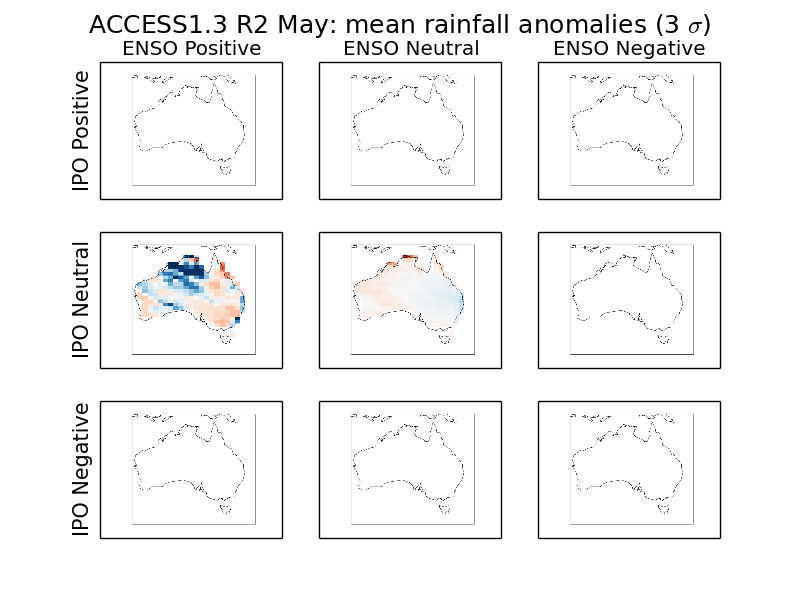 ACCESS1.3 R2 May: mean rainfall anomalies (3 σ)
ENSO Positive ENSO Neutral ENSO Negative
IPO Positive
IPO Neutral
IPO Negative